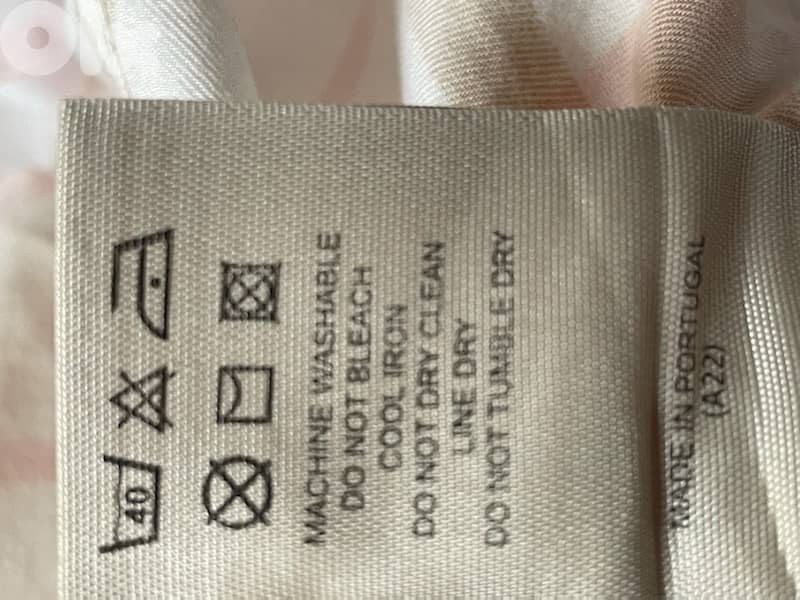 40
MACHINE WASHABLE
DO NOT BLEACH
COOL IRON
DO NOT DRY CLEAN
LINE DRY
DO NOT TUMBLE DRY
MADE IN PORTUGAL
(A22)